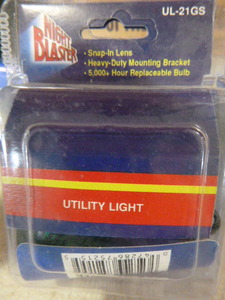 UL-21GS
NIGHT
BLASTER
• Snap-In Lens
• Heavy-Duty Mounting Bracket
• 5,000+ Hour Replaceable Bulb
UTILITY LIGHT